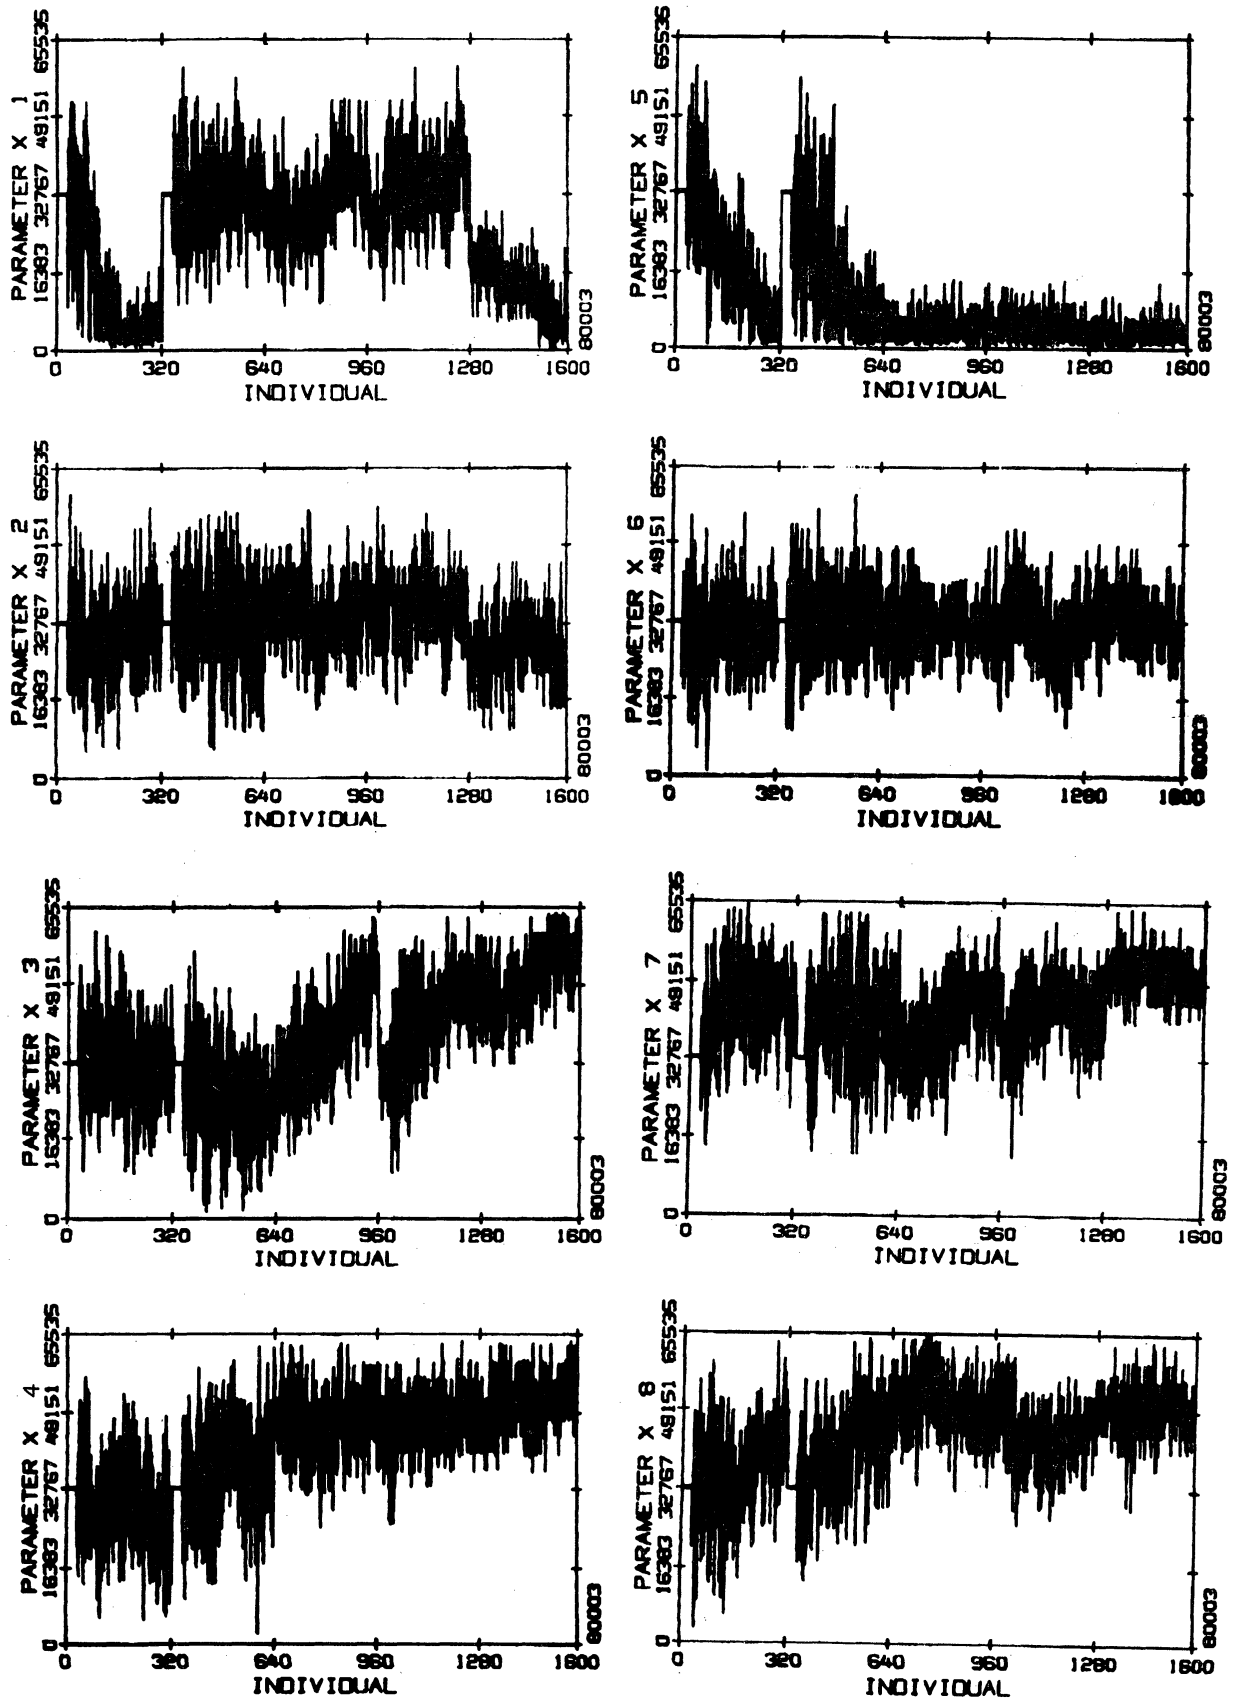 PARAMETER X 1
0 16383 32767 49151 65535
0 320 640 960 1280 1600
INDIVIDUAL
80003
PARAMETER X 5
0 16383 32767 49151 65535
0 320 640 960 1280 1600
INDIVIDUAL
80003
PARAMETER X 2
0 16383 32767 49151 65535
0 320 640 960 1280 1600
INDIVIDUAL
80003
PARAMETER X 6
0 16383 32767 49151 65535
0 320 640 960 1280 1600
INDIVIDUAL
80003
PARAMETER X 3
0 16383 32767 49151 65535
0 320 640 960 1280 1600
INDIVIDUAL
80003
PARAMETER X 7
0 16383 32767 49151 65535
0 320 640 960 1280 1600
INDIVIDUAL
80003
PARAMETER X 4
0 16383 32767 49151 65535
0 320 640 960 1280 1600
INDIVIDUAL
80003
PARAMETER X 8
0 16383 32767 49151 65535
0 320 640 960 1280 1600
INDIVIDUAL
80003